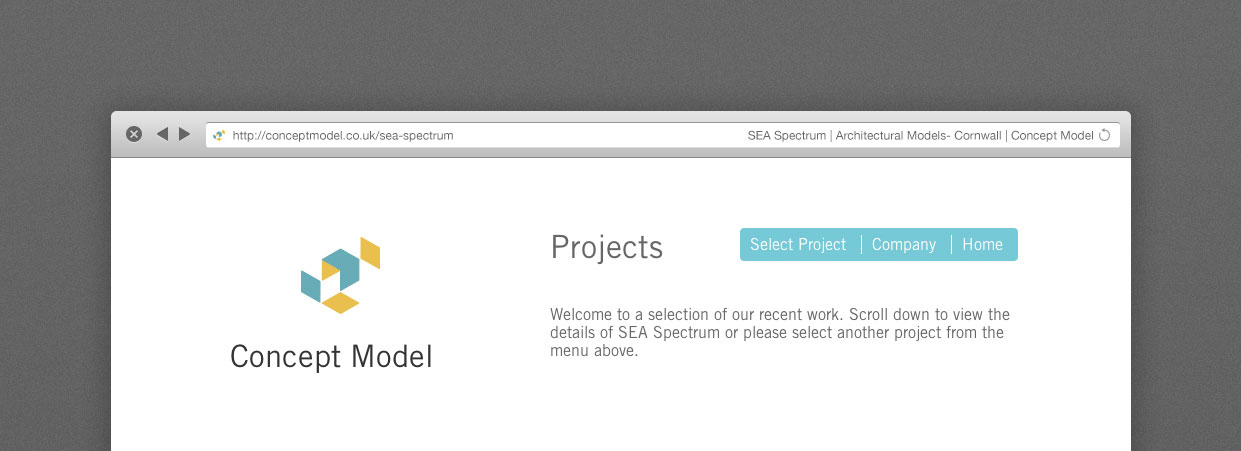 http://conceptmodel.co.uk/sea-spectrum
SEA Spectrum | Architectural Models- Cornwall | Concept Model
Concept Model
Projects
Select Project | Company | Home
Welcome to a selection of our recent work. Scroll down to view the
details of SEA Spectrum or please select another project from the
menu above.